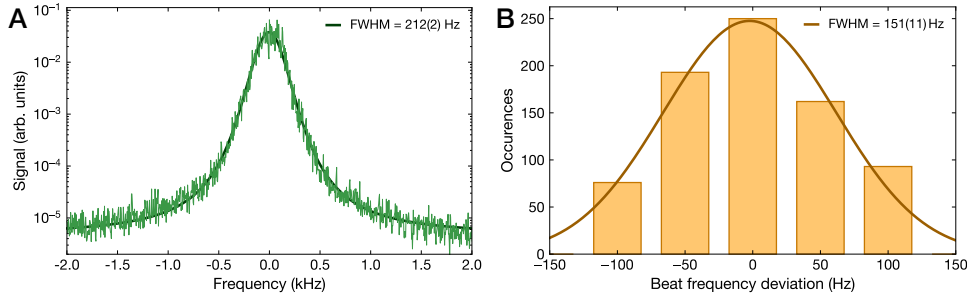 A
FWHM = 212(2) Hz
Signal (arb. units)
10⁻¹
10⁻²
10⁻³
10⁻⁴
10⁻⁵
-2.0 -1.5 -1.0 -0.5 0.0 0.5 1.0 1.5 2.0
Frequency (kHz)
B
FWHM = 151(11) Hz
Occurences
250
200
150
100
50
0
−150 −100 −50 0 50 100 150
Beat frequency deviation (Hz)